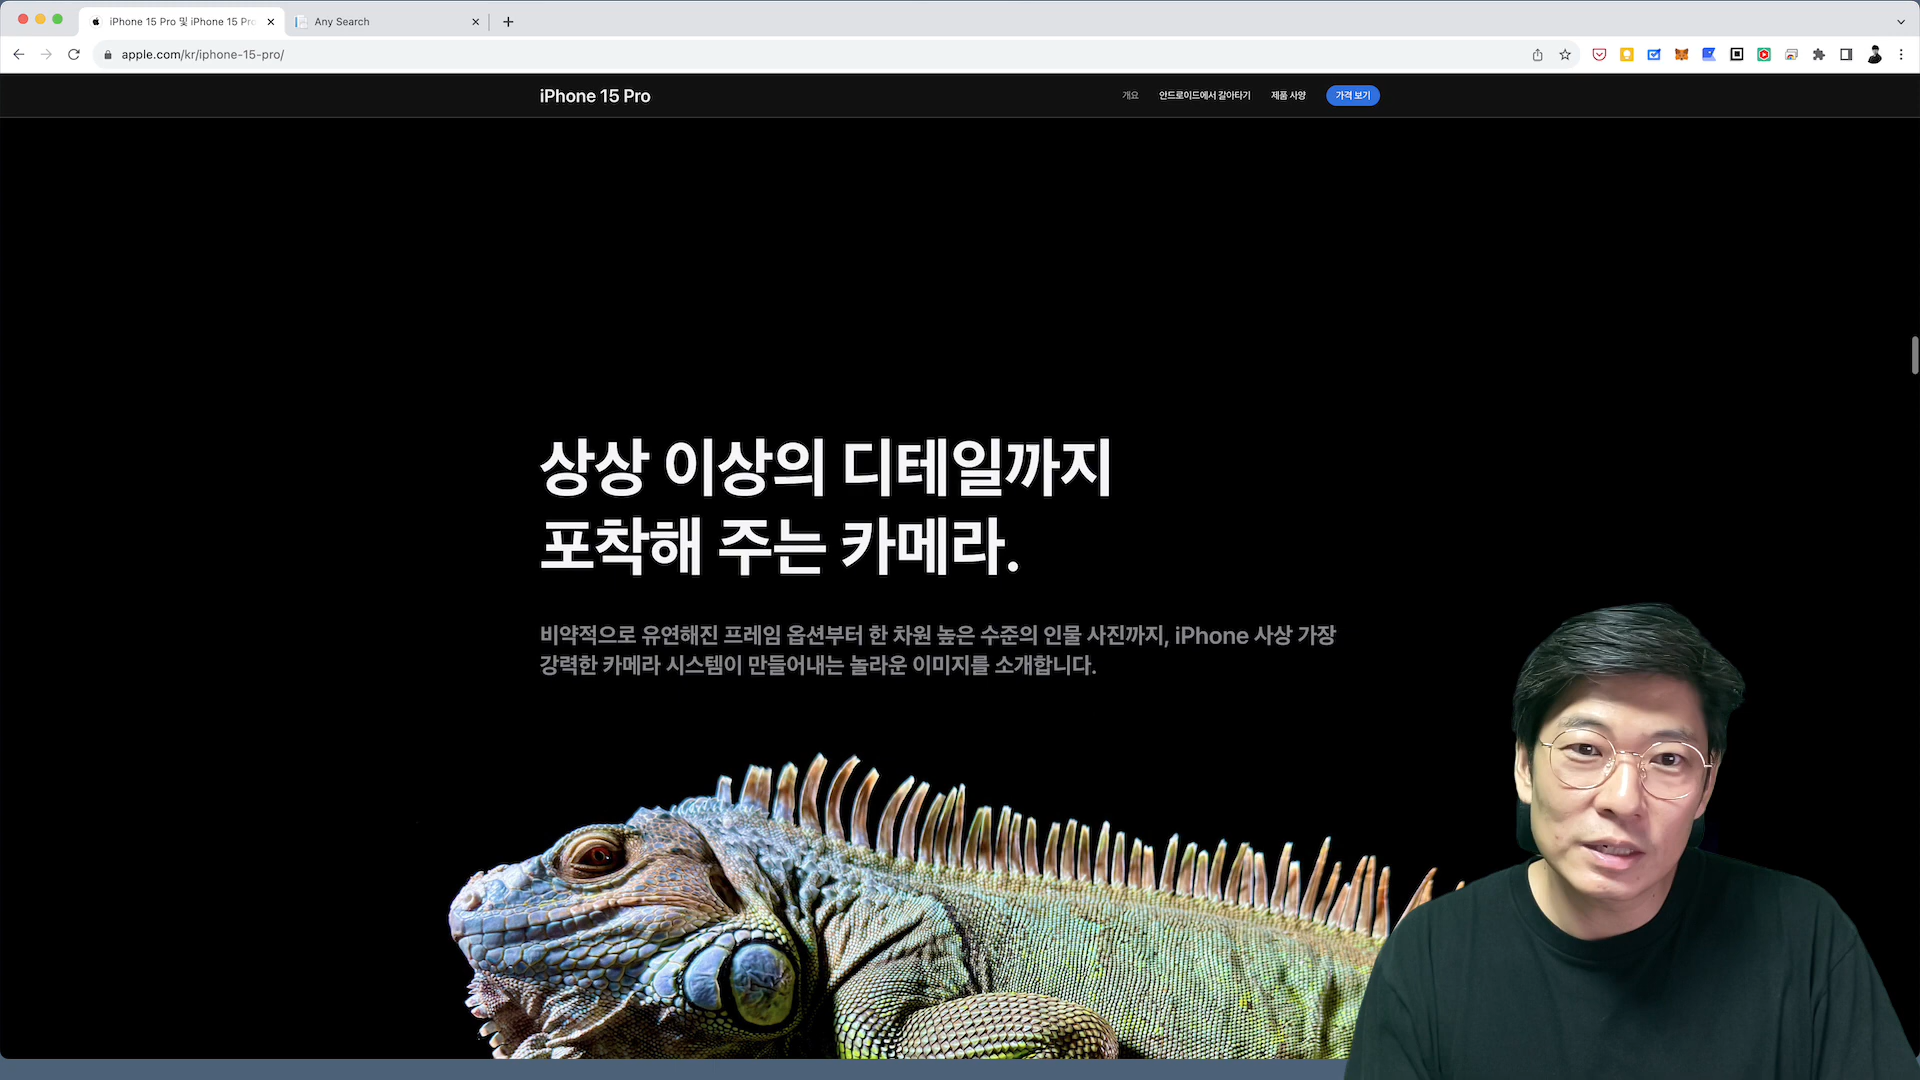 iPhone 15 Pro 및 iPhone 15 Pro
Any Search
apple.com/kr/iphone-15-pro/
iPhone 15 Pro
개요
안드로이드에서 갈아타기
제품 사양
가격 보기
상상 이상의 디테일까지
포착해 주는 카메라.
비약적으로 유연해진 프레임 옵션부터 한 차원 높은 수준의 인물 사진까지, iPhone 사상 가장
강력한 카메라 시스템이 만들어내는 놀라운 이미지를 소개합니다.